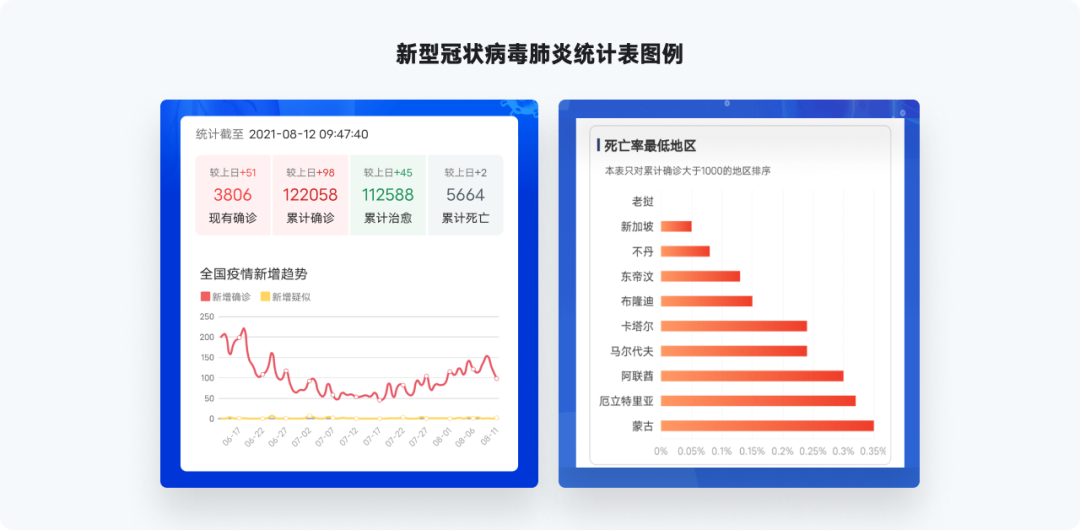 新型冠状病毒肺炎统计表图例
统计截至 2021-08-12 09:47:40
较上日+51 较上日+98 较上日+45 较上日+2
3806 122058 112588 5664
现有确诊 累计确诊 累计治愈 累计死亡
全国疫情新增趋势
新增确诊 新增疑似
250
200
150
100
50
0
06-17 06-22 06-27 07-02 07-07 07-12 07-17 07-22 07-27 08-01 08-06 08-11
死亡率最低地区
本表只对累计确诊大于1000的地区排序
老挝
新加坡
不丹
东帝汶
布隆迪
卡塔尔
马尔代夫
阿联酋
厄立特里亚
蒙古
0% 0.05% 0.1% 0.15% 0.2% 0.25% 0.3% 0.35%